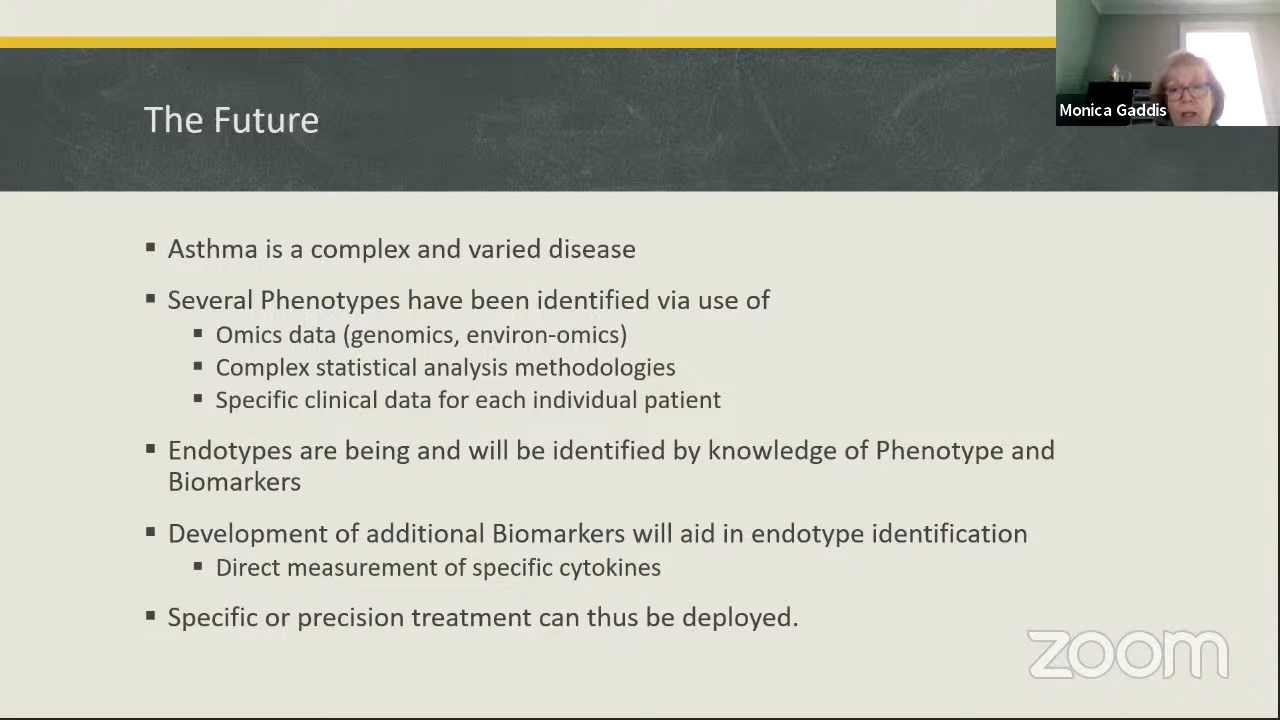 The Future
Monica Gaddis
▪ Asthma is a complex and varied disease
▪ Several Phenotypes have been identified via use of
▪ Omics data (genomics, environ-omics)
▪ Complex statistical analysis methodologies
▪ Specific clinical data for each individual patient
▪ Endotypes are being and will be identified by knowledge of Phenotype and
Biomarkers
▪ Development of additional Biomarkers will aid in endotype identification
▪ Direct measurement of specific cytokines
▪ Specific or precision treatment can thus be deployed.
zoom